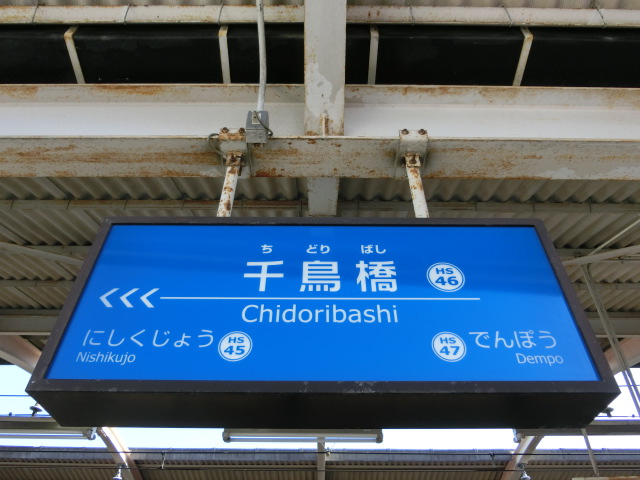 ち どり ばし
千鳥橋 HS 46
<<<
Chidoribashi
にしくじょう HS 45
Nishikujo
HS 47 でんぽう
Dempo